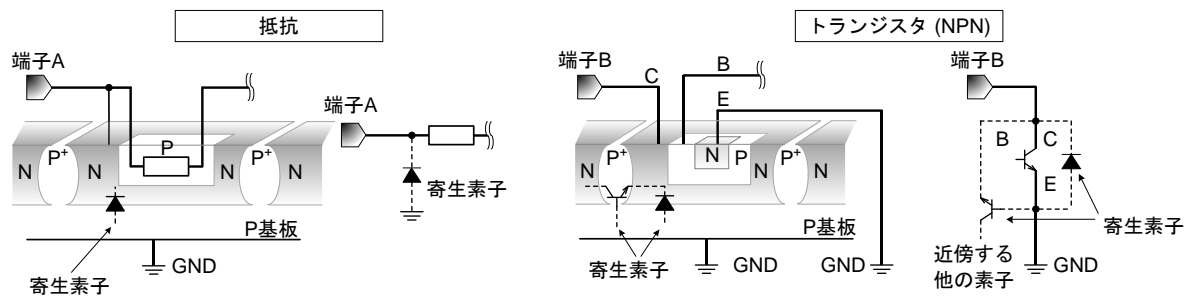 抵抗
トランジスタ (NPN)
端子A
端子A
P
N
P+
N
N
P+
N
寄生素子
P基板
GND
寄生素子
端子B
C
B
E
N
P+
N
N
P
N
P+
N
P基板
寄生素子
GND
GND
端子B
B
C
E
寄生素子
近傍する
他の素子
GND